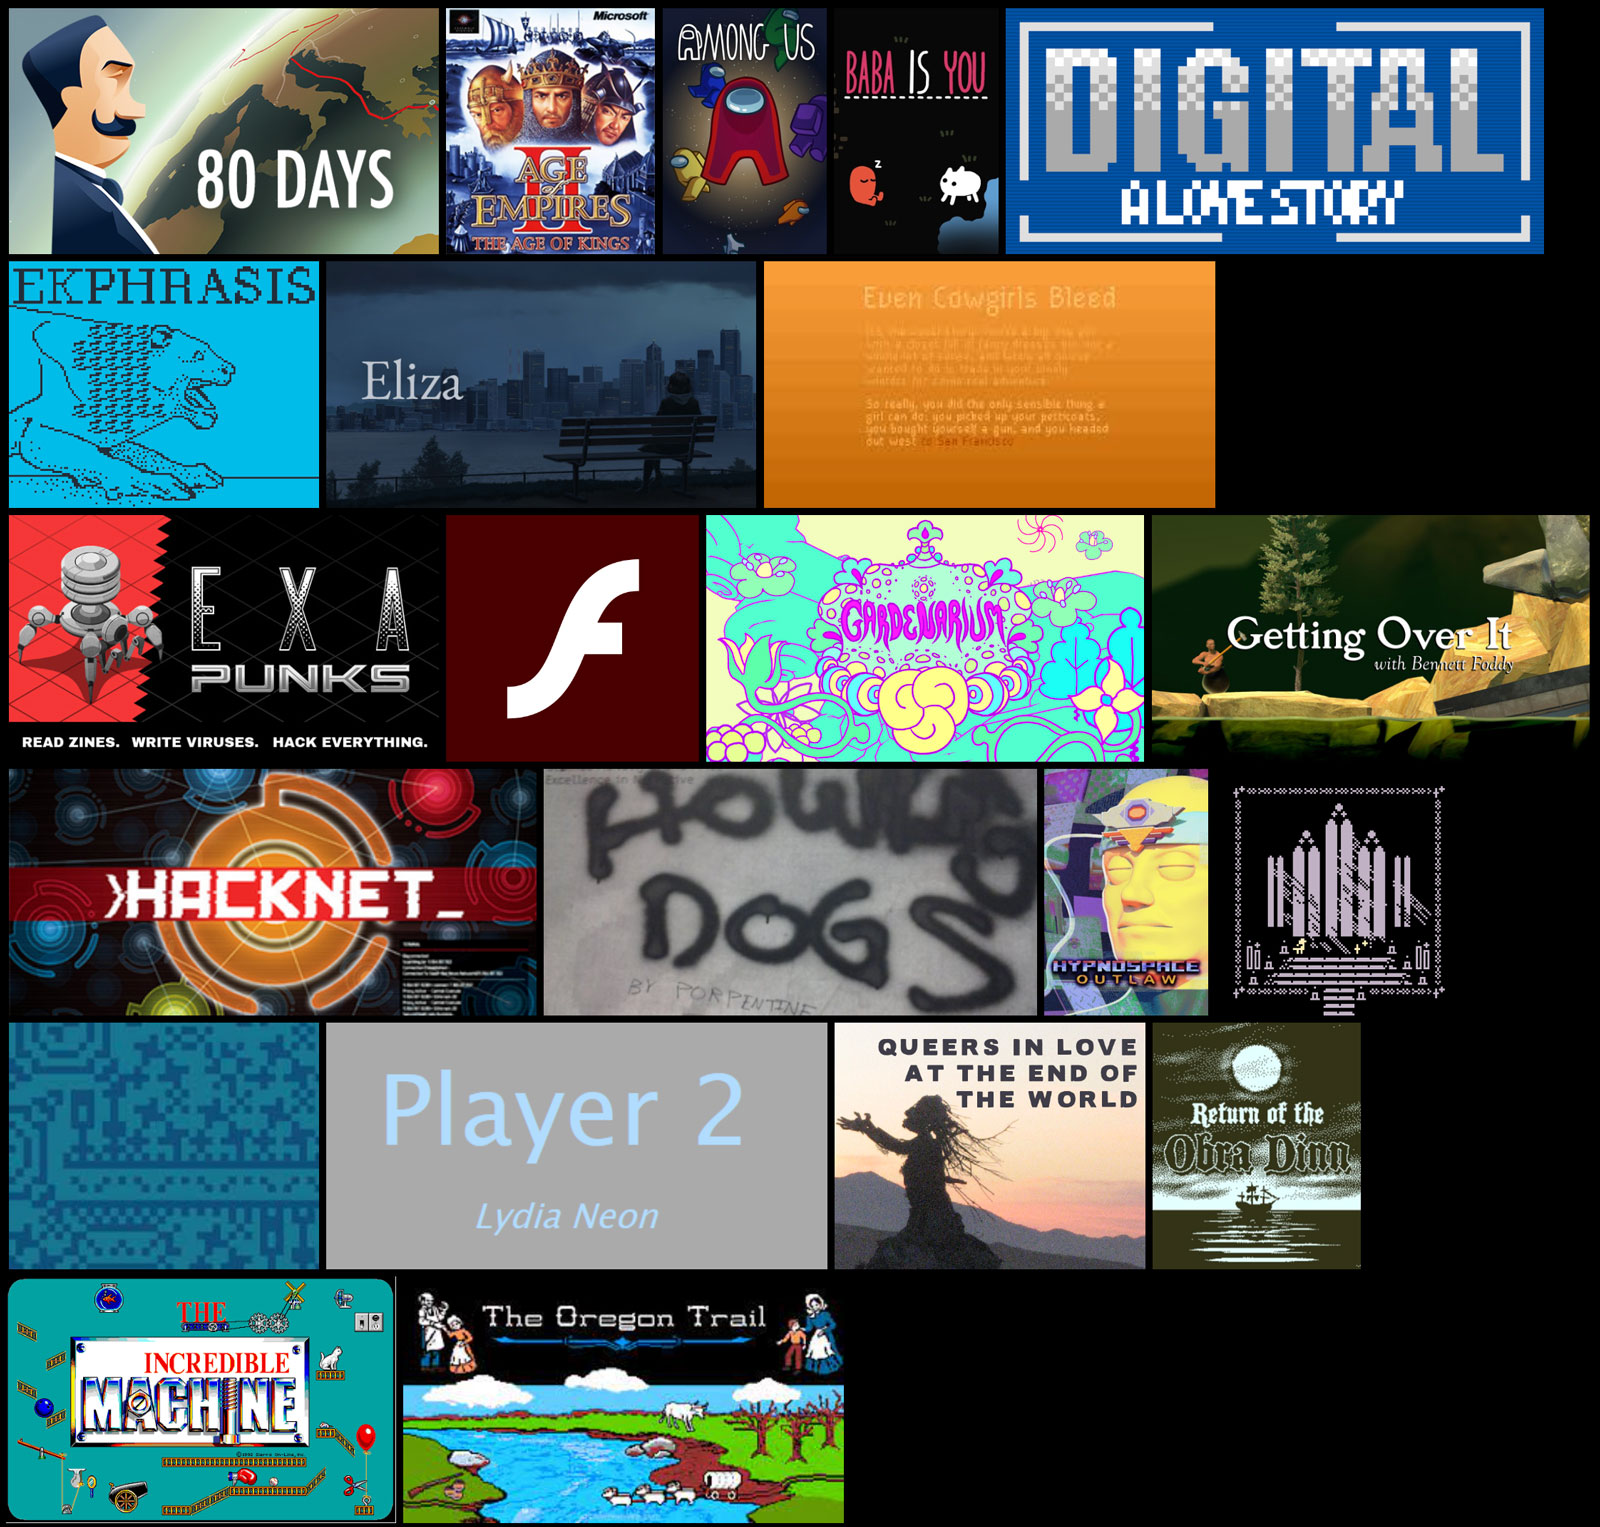 80 DAYS
Microsoft
AGE
of
EMPIRES
II
THE AGE OF KINGS
AMONG US
BABA IS YOU
z
DIGITAL
A LOVE STORY
EKPHRASIS
Eliza
Even Cowgirls Bleed
So really, you did the only sensible thing a
girl can do. you picked up your petticoats,
you bought yourself a gun, and you headed
out west to San Francisco
EXA
PUNKS
READ ZINES. WRITE VIRUSES. HACK EVERYTHING.
GARDENARIUM
Getting Over It
with Bennett Foddy
HACKNET_
Excellence in Narrative
HOWLING
DOGS
BY PORPENTINE
HYPNOSPACE
OUTLAW
Player 2
Lydia Neon
QUEERS IN LOVE
AT THE END OF
THE WORLD
Return of the
Obra Dinn
THE
INCREDIBLE
MACHINE
The Oregon Trail